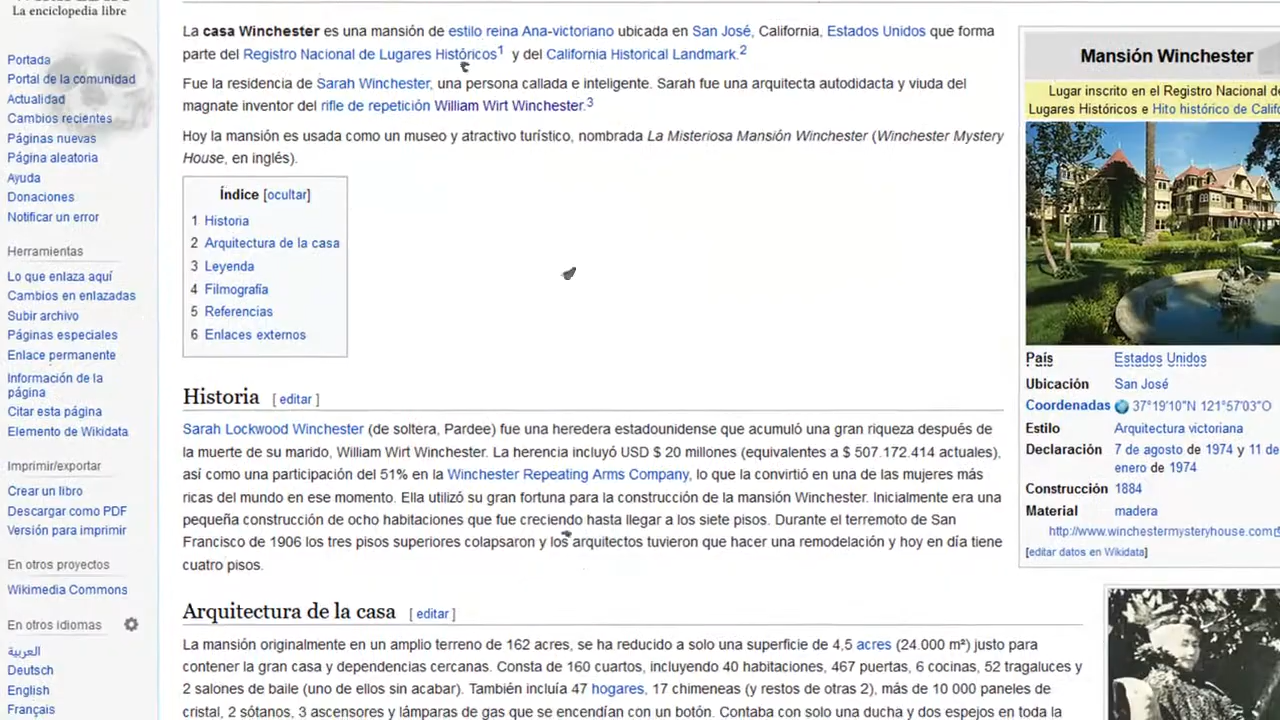 La enciclopedia libre
Portada
Portal de la comunidad
Actualidad
Cambios recientes
Páginas nuevas
Página aleatoria
Ayuda
Donaciones
Notificar un error
Herramientas
Lo que enlaza aquí
Cambios en enlazadas
Subir archivo
Páginas especiales
Enlace permanente
Información de la
página
Citar esta página
Elemento de Wikidata
Imprimir/exportar
Crear un libro
Descargar como PDF
Versión para imprimir
En otros proyectos
Wikimedia Commons
En otros idiomas
العربية
Deutsch
English
Français
La casa Winchester es una mansión de estilo reina Ana-victoriano ubicada en San José, California, Estados Unidos que forma
parte del Registro Nacional de Lugares Históricos1 y del California Historical Landmark.2
Fue la residencia de Sarah Winchester, una persona callada e inteligente. Sarah fue una arquitecta autodidacta y viuda del
magnate inventor del rifle de repetición William Wirt Winchester.3
Hoy la mansión es usada como un museo y atractivo turístico, nombrada La Misteriosa Mansión Winchester (Winchester Mystery
House, en inglés).
Índice [ocultar]
1 Historia
2 Arquitectura de la casa
3 Leyenda
4 Filmografía
5 Referencias
6 Enlaces externos
Historia [ editar ]
Sarah Lockwood Winchester (de soltera, Pardee) fue una heredera estadounidense que acumuló una gran riqueza después de
la muerte de su marido, William Wirt Winchester. La herencia incluyó USD $ 20 millones (equivalentes a $ 507.172.414 actuales),
así como una participación del 51% en la Winchester Repeating Arms Company, lo que la convirtió en una de las mujeres más
ricas del mundo en ese momento. Ella utilizó su gran fortuna para la construcción de la mansión Winchester. Inicialmente era una
pequeña construcción de ocho habitaciones que fue creciendo hasta llegar a los siete pisos. Durante el terremoto de San
Francisco de 1906 los tres pisos superiores colapsaron y los arquitectos tuvieron que hacer una remodelación y hoy en día tiene
cuatro pisos.
Arquitectura de la casa [ editar ]
La mansión originalmente en un amplio terreno de 162 acres, se ha reducido a solo una superficie de 4,5 acres (24.000 m²) justo para
contener la gran casa y dependencias cercanas. Consta de 160 cuartos, incluyendo 40 habitaciones, 467 puertas, 6 cocinas, 52 tragaluces y
2 salones de baile (uno de ellos sin acabar). También incluía 47 hogares, 17 chimeneas (y restos de otras 2), más de 10 000 paneles de
cristal, 2 sótanos, 3 ascensores y lámparas de gas que se encendían con un botón. Contaba con solo una ducha y dos espejos en toda la
Mansión Winchester
Lugar inscrito en el Registro Nacional de
Lugares Históricos e Hito histórico de Califo
País Estados Unidos
Ubicación San José
Coordenadas 37°19′10″N 121°57′03″O
Estilo Arquitectura victoriana
Declaración 7 de agosto de 1974 y 11 de
enero de 1974
Construcción 1884
Material madera
http://www.winchestermysteryhouse.com
[editar datos en Wikidata]